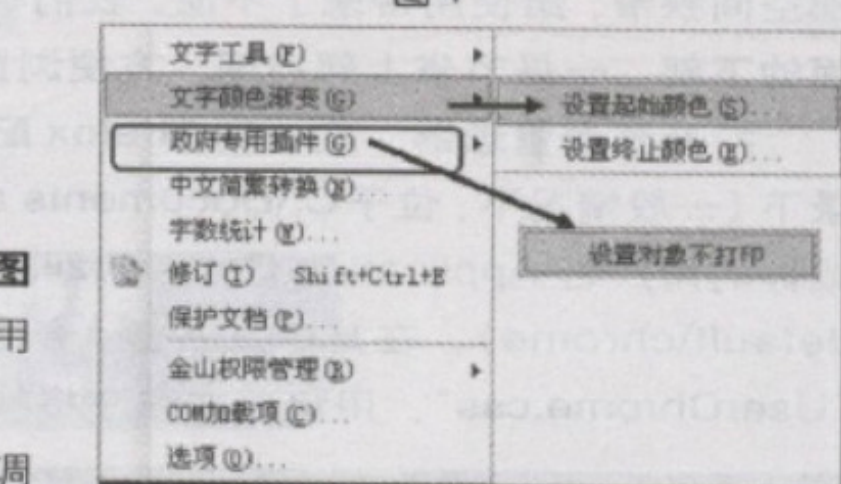 文字工具(F)
文字颜色渐变(G)
设置起始颜色(S)...
政府专用插件(G)
设置终止颜色(E)...
中文简繁转换(N)...
字数统计(W)...
设置对象不打印
图
修订(T) Shift+Ctrl+E
用
保护文档(P)...
金山权限管理(R)
COM加载项(C)...
周
选项(O)...